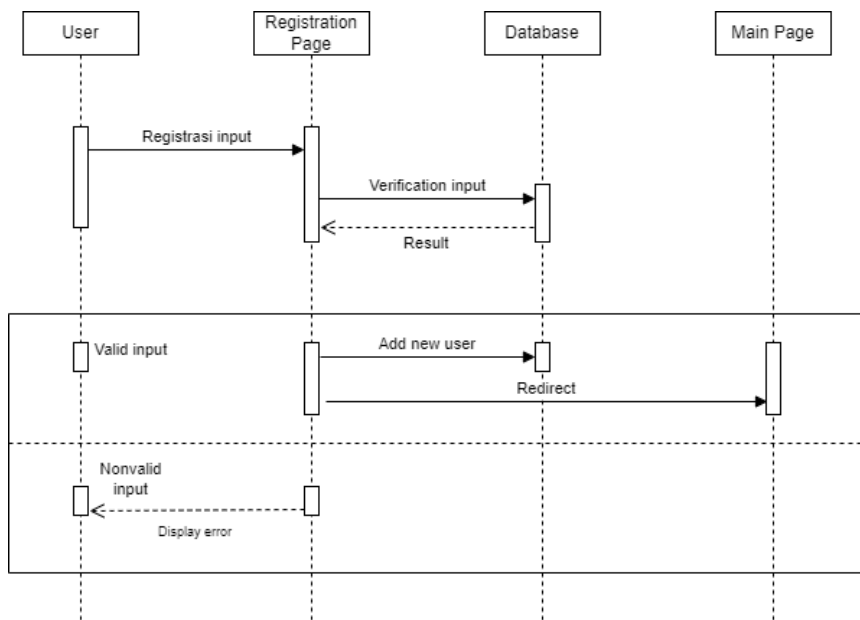 User
Registration
Page
Database
Main Page
Registrasi input
Verification input
Result
Valid input
Add new user
Redirect
Nonvalid
input
Display error